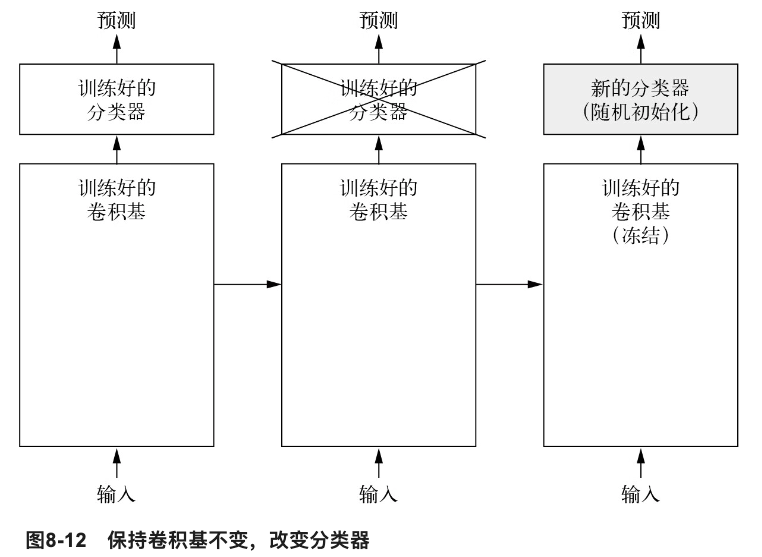 预测
训练好的
分类器
训练好的
卷积基
输入
预测
训练好的
分类器
训练好的
卷积基
输入
预测
新的分类器
（随机初始化）
训练好的
卷积基
（冻结）
输入
图8-12 保持卷积基不变，改变分类器